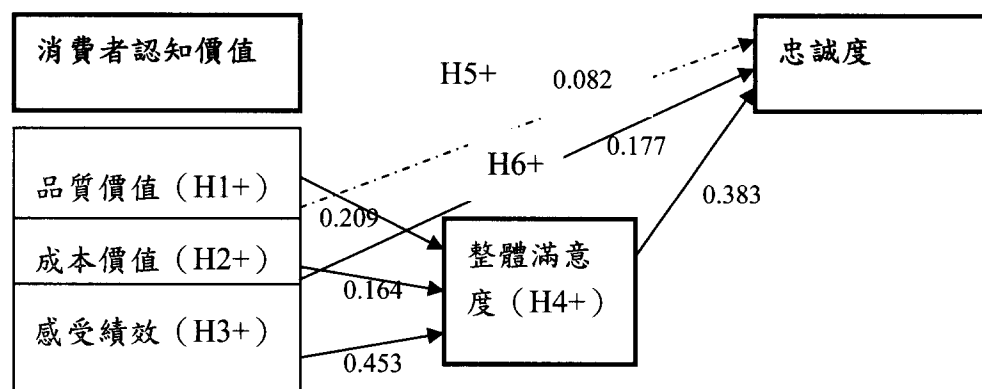 消費者認知價值
忠誠度
H5+
0.082
H6+
0.177
品質價值（H1+）
0.209
0.383
成本價值（H2+）
整體滿意
度（H4+）
0.164
感受績效（H3+）
0.453